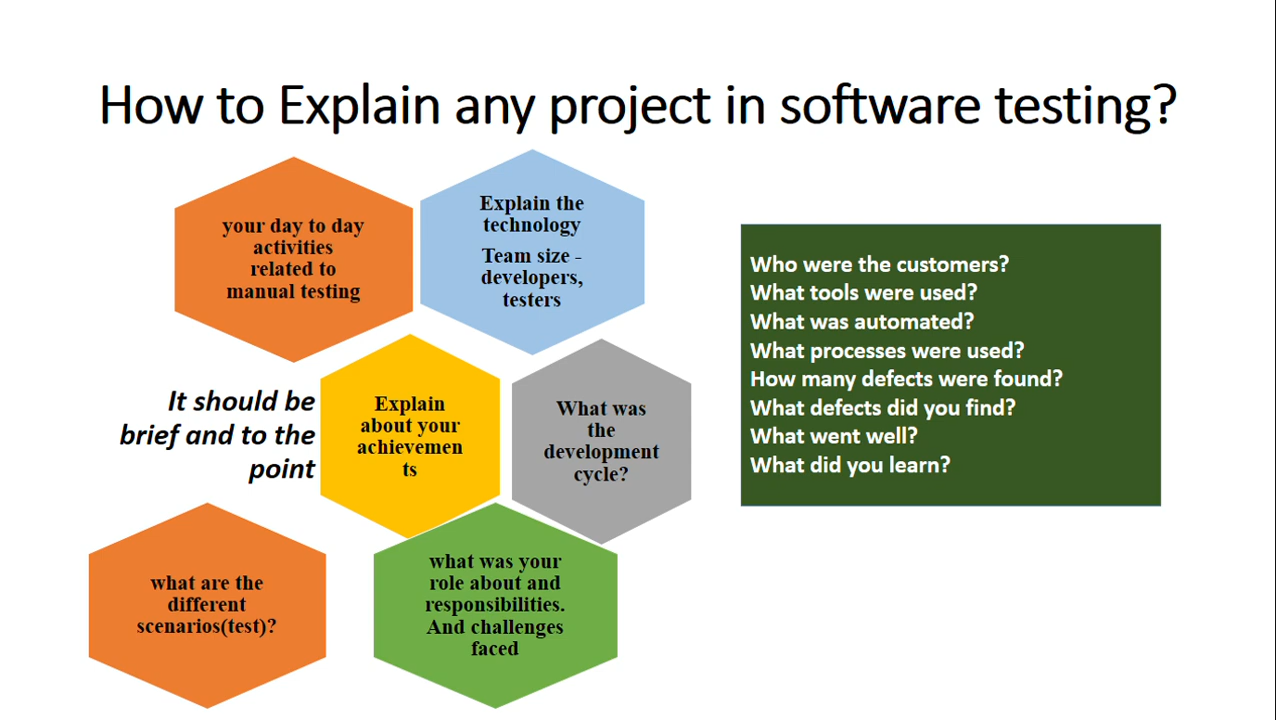 How to Explain any project in software testing?
your day to day
activities
related to
manual testing
Explain the
technology
Team size -
developers,
testers
It should be
brief and to the
point
Explain
about your
achievemen
ts
What was
the
development
cycle?
what are the
different
scenarios(test)?
what was your
role about and
responsibilities.
And challenges
faced
Who were the customers?
What tools were used?
What was automated?
What processes were used?
How many defects were found?
What defects did you find?
What went well?
What did you learn?